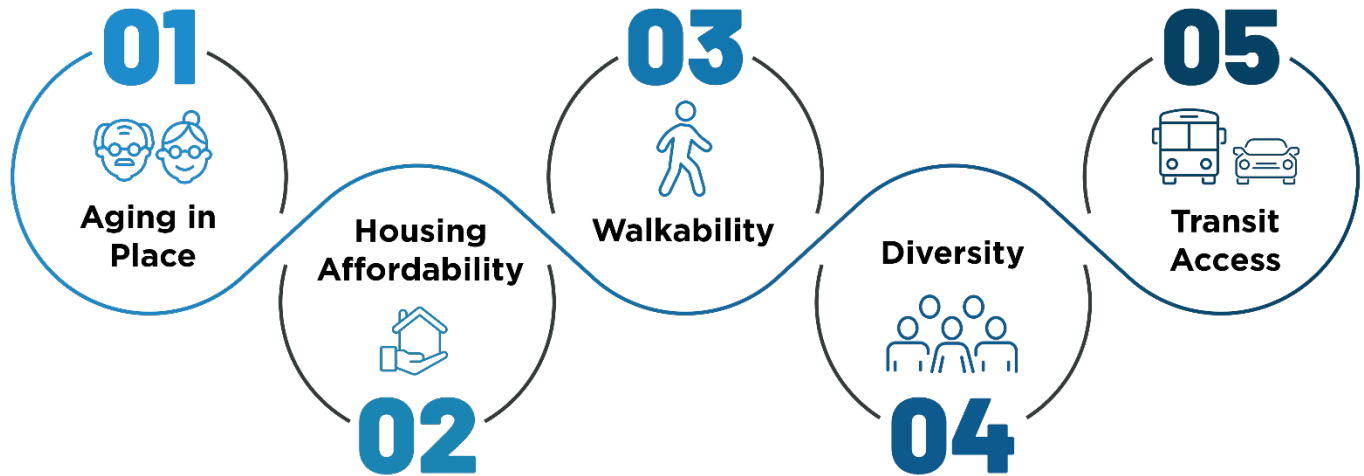 01
Aging in
Place
02
Housing
Affordability
03
Walkability
04
Diversity
05
Transit
Access